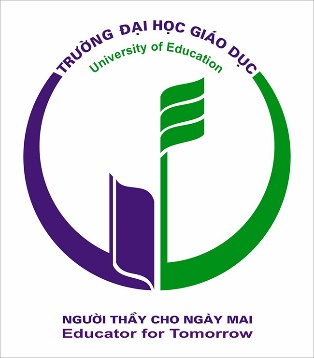 TRƯỜNG ĐẠI HỌC GIÁO DỤC
University of Education
NGƯỜI THẦY CHO NGÀY MAI
Educator for Tomorrow